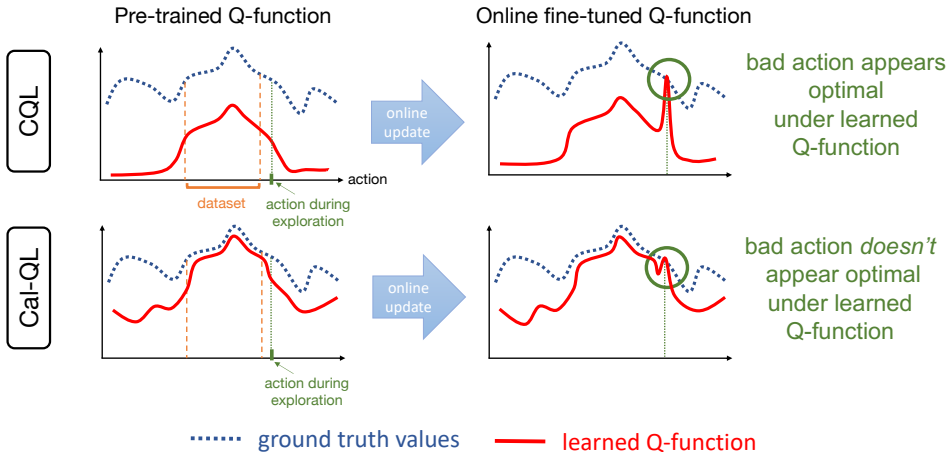 Pre-trained Q-function
Online fine-tuned Q-function
CQL
online
update
bad action appears
optimal
under learned
Q-function
action
dataset
action during
exploration
Cal-QL
online
update
bad action doesn't
appear optimal
under learned
Q-function
action during
exploration
ground truth values
learned Q-function